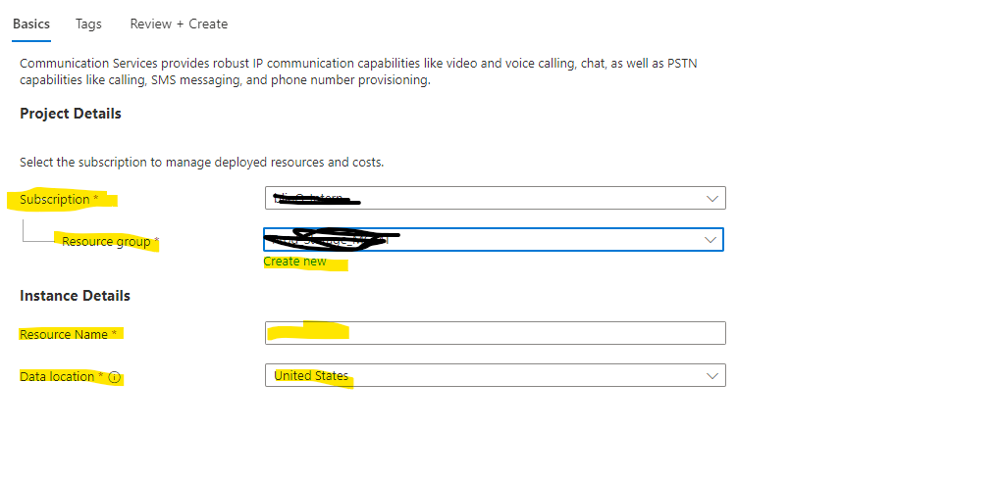 Basics Tags Review + Create
Communication Services provides robust IP communication capabilities like video and voice calling, chat, as well as PSTN
capabilities like calling, SMS messaging, and phone number provisioning.
Project Details
Select the subscription to manage deployed resources and costs.
Subscription *
Resource group *
Create new
Instance Details
Resource Name *
Data location * United States